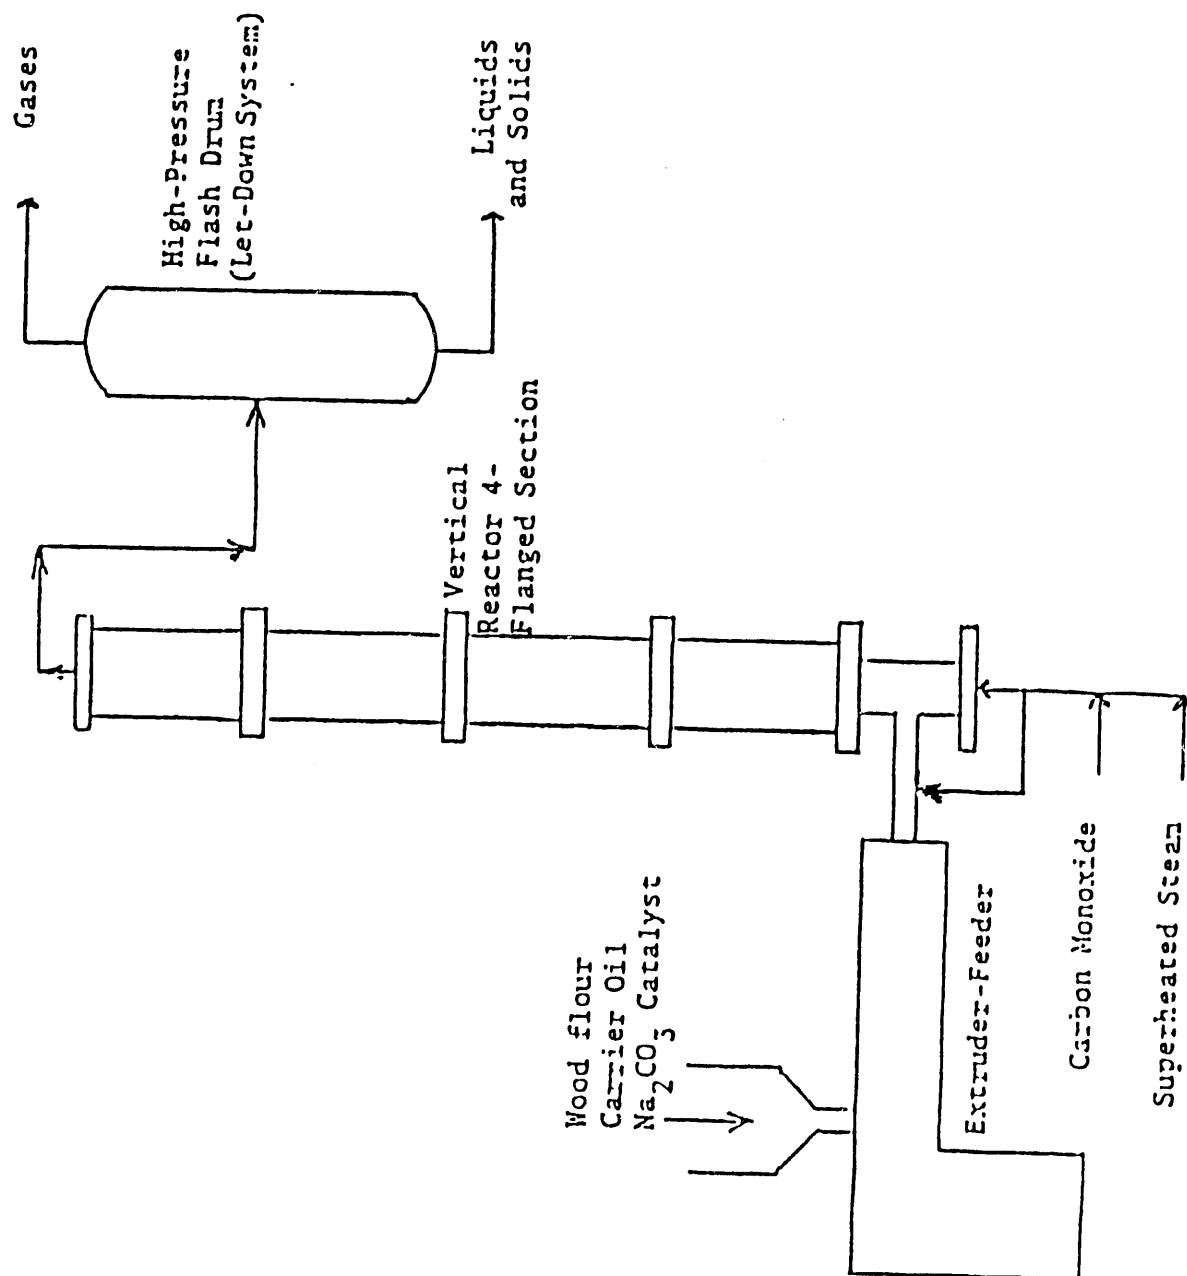 Gases
High-Pressure
Flash Drum
(Let-Down System)
Liquids
and Solids
Vertical
Reactor 4-
Flanged Section
Wood flour
Carrier Oil
Na₂CO₃ Catalyst
Extruder-Feeder
Carbon Monoxide
Superheated Steam